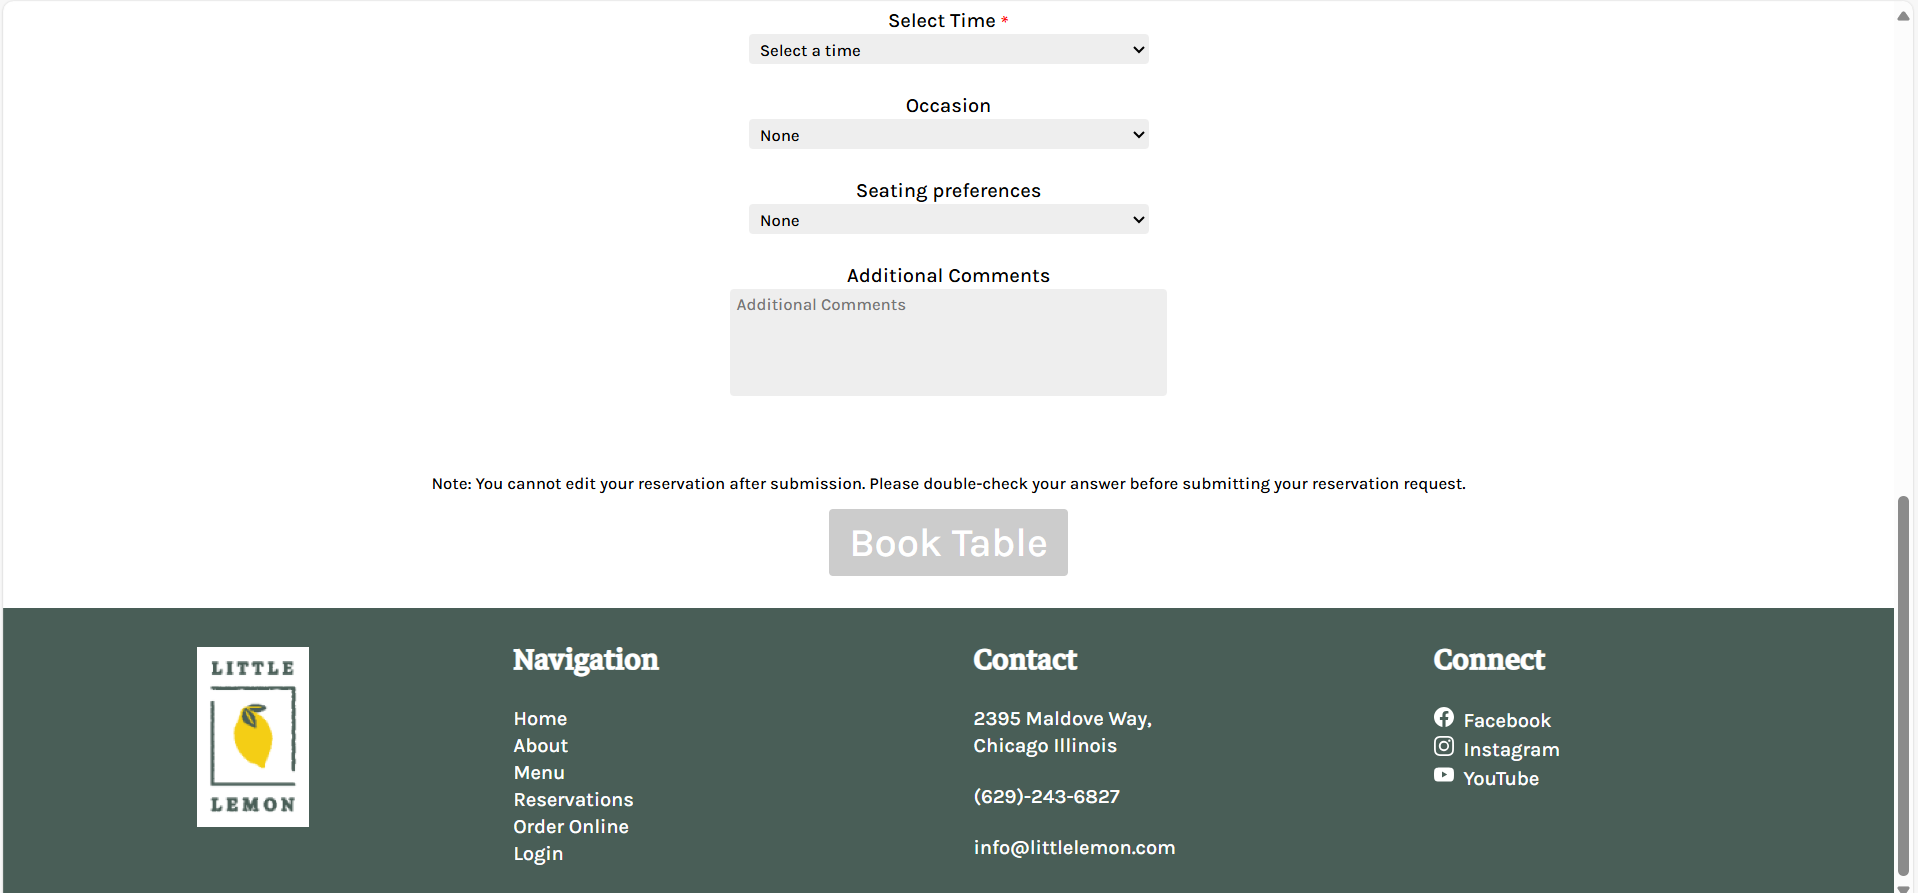 Select Time *
Select a time
Occasion
None
Seating preferences
None
Additional Comments
Additional Comments
Note: You cannot edit your reservation after submission. Please double-check your answer before submitting your reservation request.
Book Table
LITTLE
LEMON
Navigation
Home
About
Menu
Reservations
Order Online
Login
Contact
2395 Maldove Way,
Chicago Illinois
(629)-243-6827
info@littlelemon.com
Connect
Facebook
Instagram
YouTube